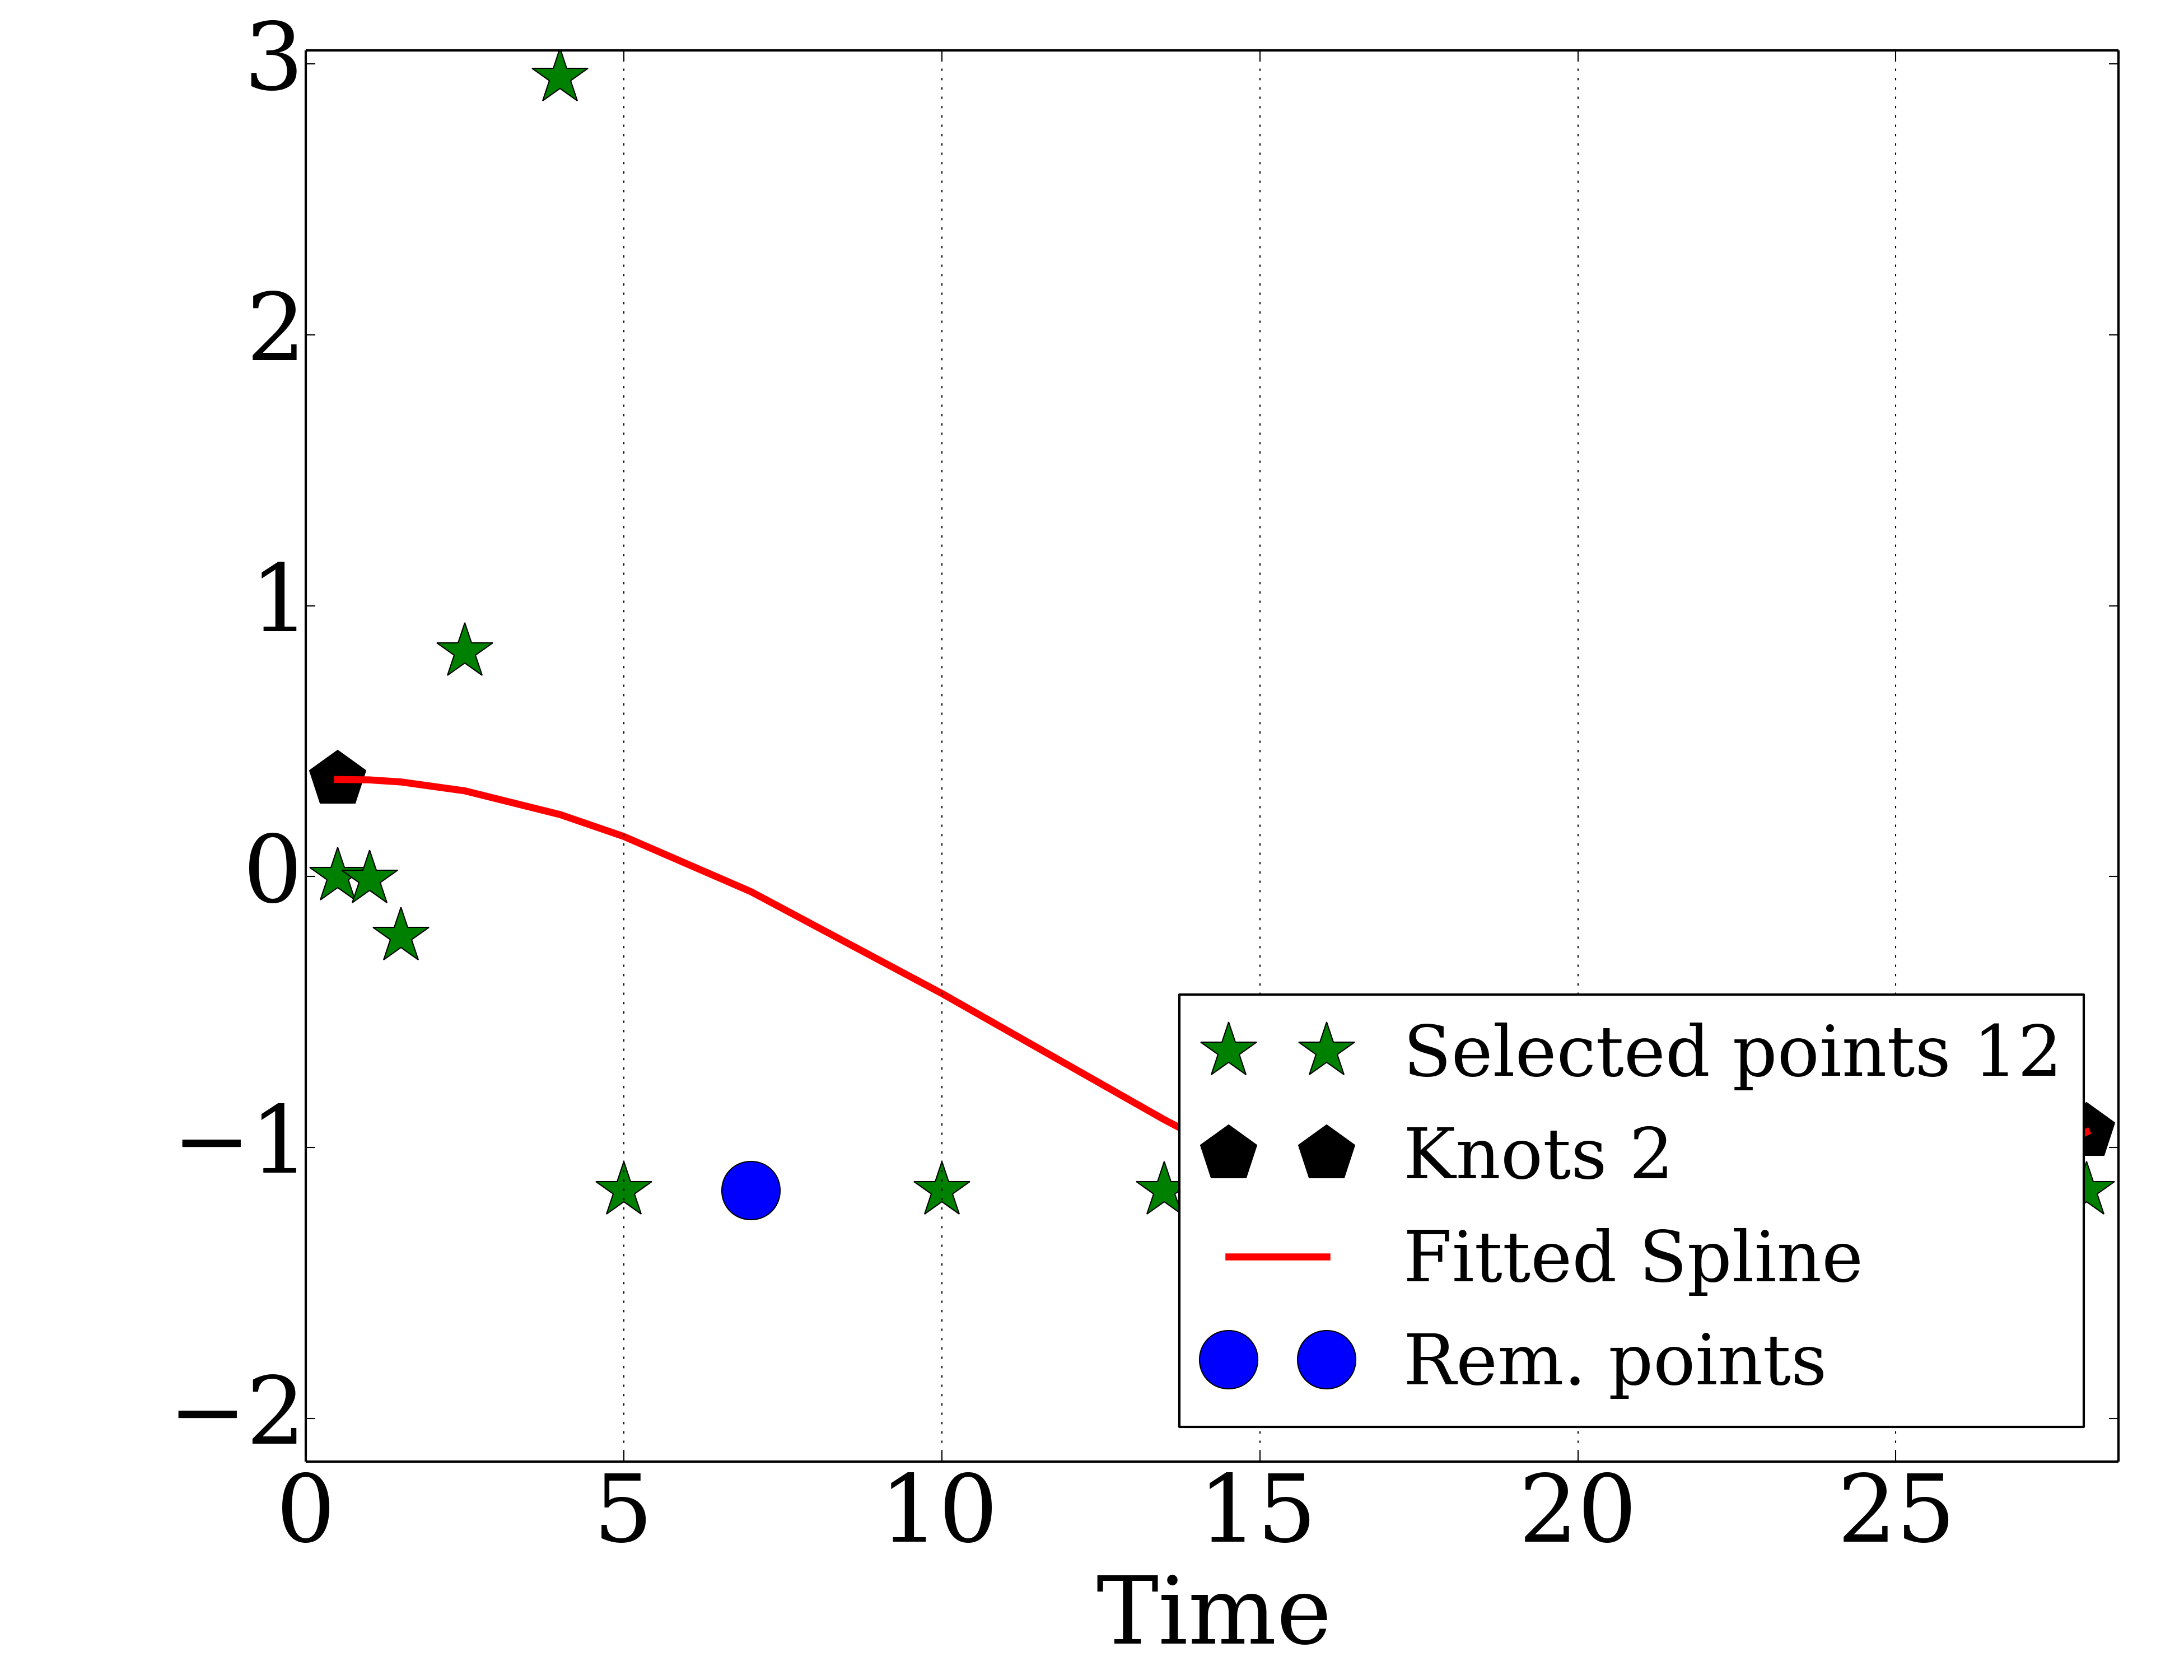 3
2
1
0
−1
−2
Selected points 12
Knots 2
Fitted Spline
Rem. points
0 5 10 15 20 25
Time